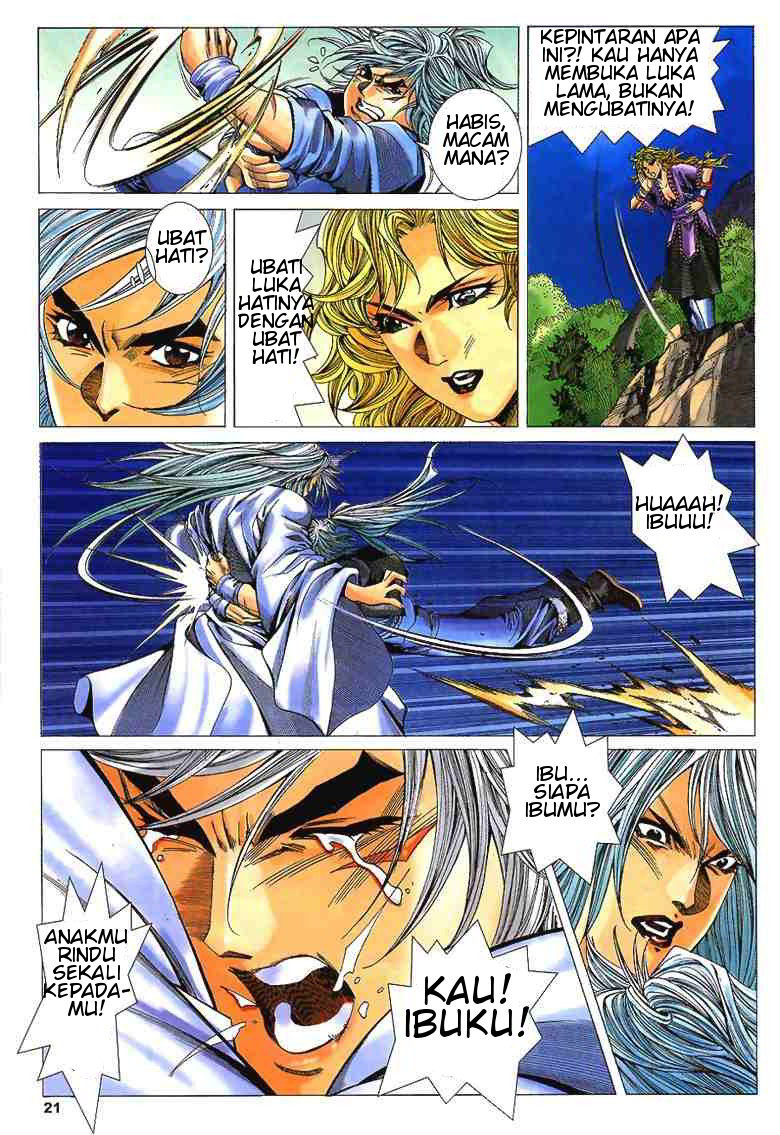 HABIS,
MACAM
MANA?
KEPINTARAN APA
INI?! KAU HANYA
MEMBUKA LUKA
LAMA, BUKAN
MENGUBATINYA!
UBAT
HATI?
UBATI
LUKA
HATINYA
DENGAN
UBAT
HATI!
HUAAAH!
IBUUU!
IBU...
SIAPA
IBUMU?
ANAKMU
RINDU
SEKALI
KEPADA-
MU!
KAU!
IBUKU!
21